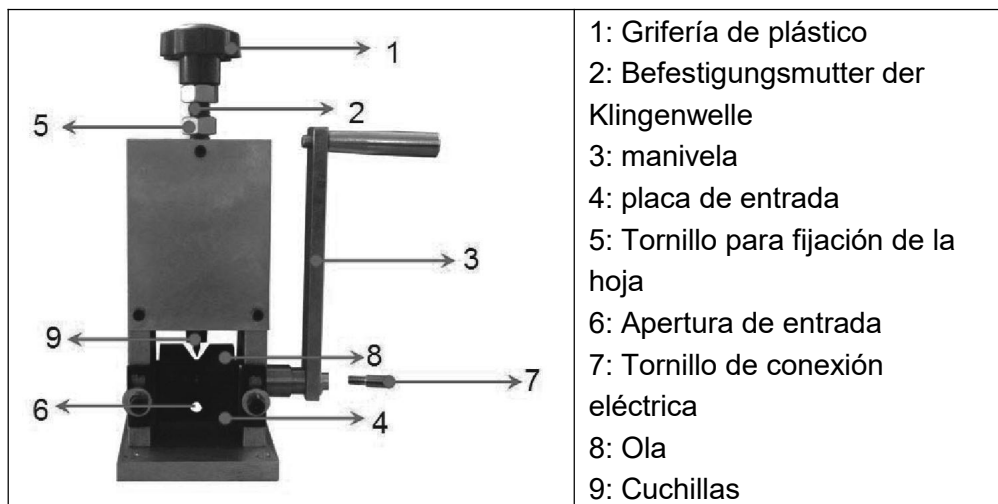 1
2
5
3
9
8
7
6
4
1: Grifería de plástico
2: Befestigungsmutter der
Klingenwelle
3: manivela
4: placa de entrada
5: Tornillo para fijación de la
hoja
6: Apertura de entrada
7: Tornillo de conexión
eléctrica
8: Ola
9: Cuchillas